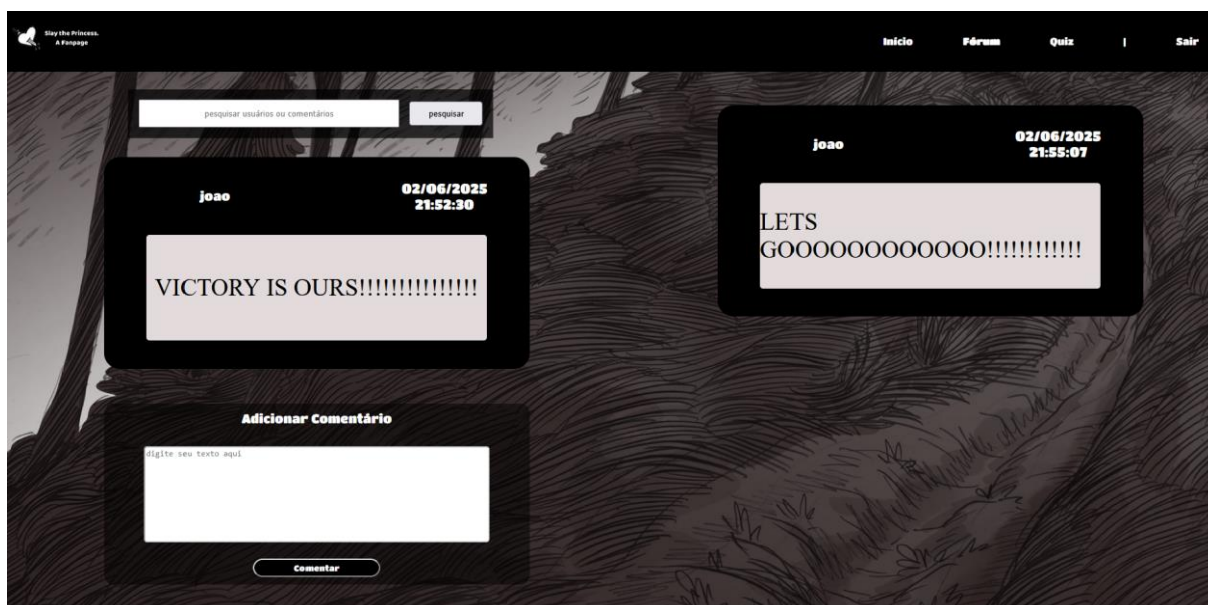 Slay the Princess.
A Fanpage
Início
Fórum
Quiz
|
Sair
pesquisar usuários ou comentários
pesquisar
joao
02/06/2025
21:52:30
VICTORY IS OURS!!!!!!!!!!!!!!!
Adicionar Comentário
digite seu texto aqui
Comentar
joao
02/06/2025
21:55:07
LETS
GOOOOOOOOOOOO!!!!!!!!!!!!